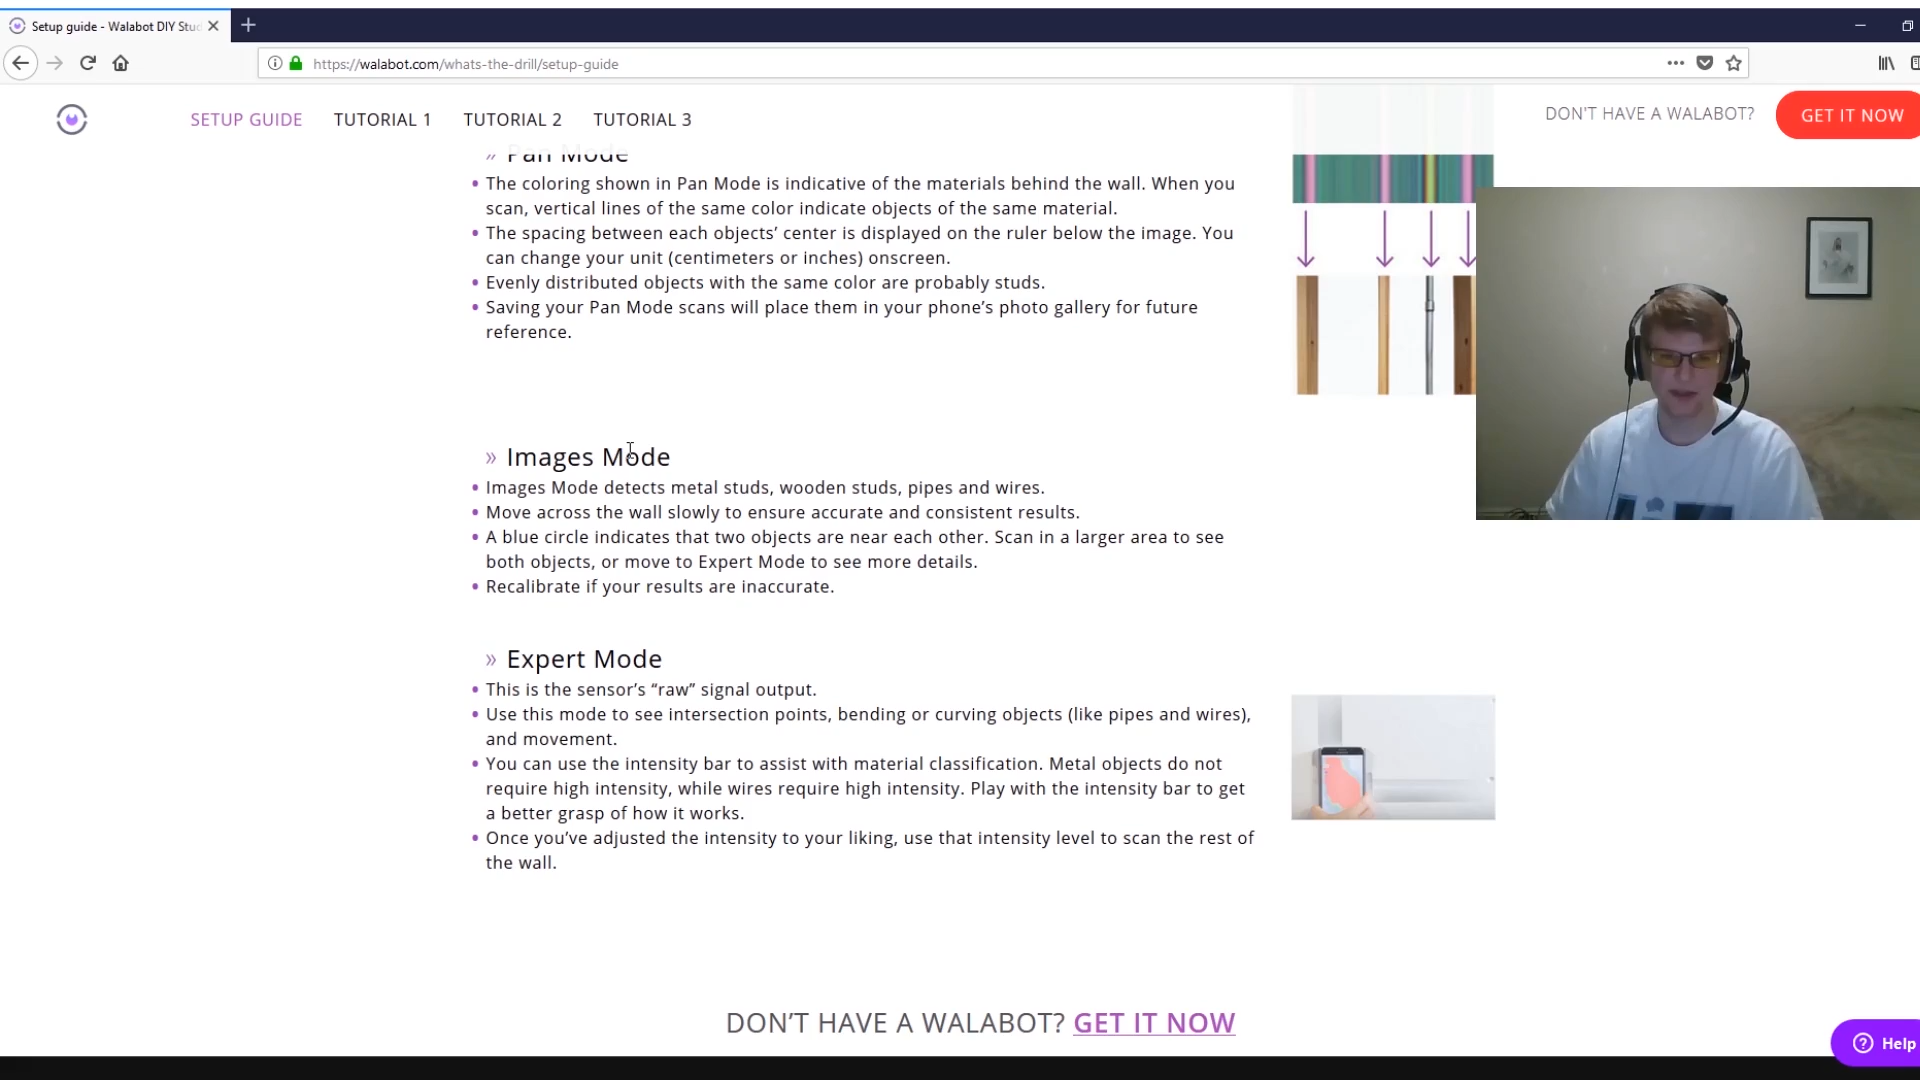 Setup guide - Walabot DIY Stud
https://walabot.com/whats-the-drill/setup-guide
SETUP GUIDE TUTORIAL 1 TUTORIAL 2 TUTORIAL 3
DON'T HAVE A WALABOT? GET IT NOW
» Pan Mode
• The coloring shown in Pan Mode is indicative of the materials behind the wall. When you
scan, vertical lines of the same color indicate objects of the same material.
• The spacing between each objects’ center is displayed on the ruler below the image. You
can change your unit (centimeters or inches) onscreen.
• Evenly distributed objects with the same color are probably studs.
• Saving your Pan Mode scans will place them in your phone’s photo gallery for future
reference.
» Images Mode
• Images Mode detects metal studs, wooden studs, pipes and wires.
• Move across the wall slowly to ensure accurate and consistent results.
• A blue circle indicates that two objects are near each other. Scan in a larger area to see
both objects, or move to Expert Mode to see more details.
• Recalibrate if your results are inaccurate.
» Expert Mode
• This is the sensor’s “raw” signal output.
• Use this mode to see intersection points, bending or curving objects (like pipes and wires),
and movement.
• You can use the intensity bar to assist with material classification. Metal objects do not
require high intensity, while wires require high intensity. Play with the intensity bar to get
a better grasp of how it works.
• Once you’ve adjusted the intensity to your liking, use that intensity level to scan the rest of
the wall.
DON’T HAVE A WALABOT? GET IT NOW
Help